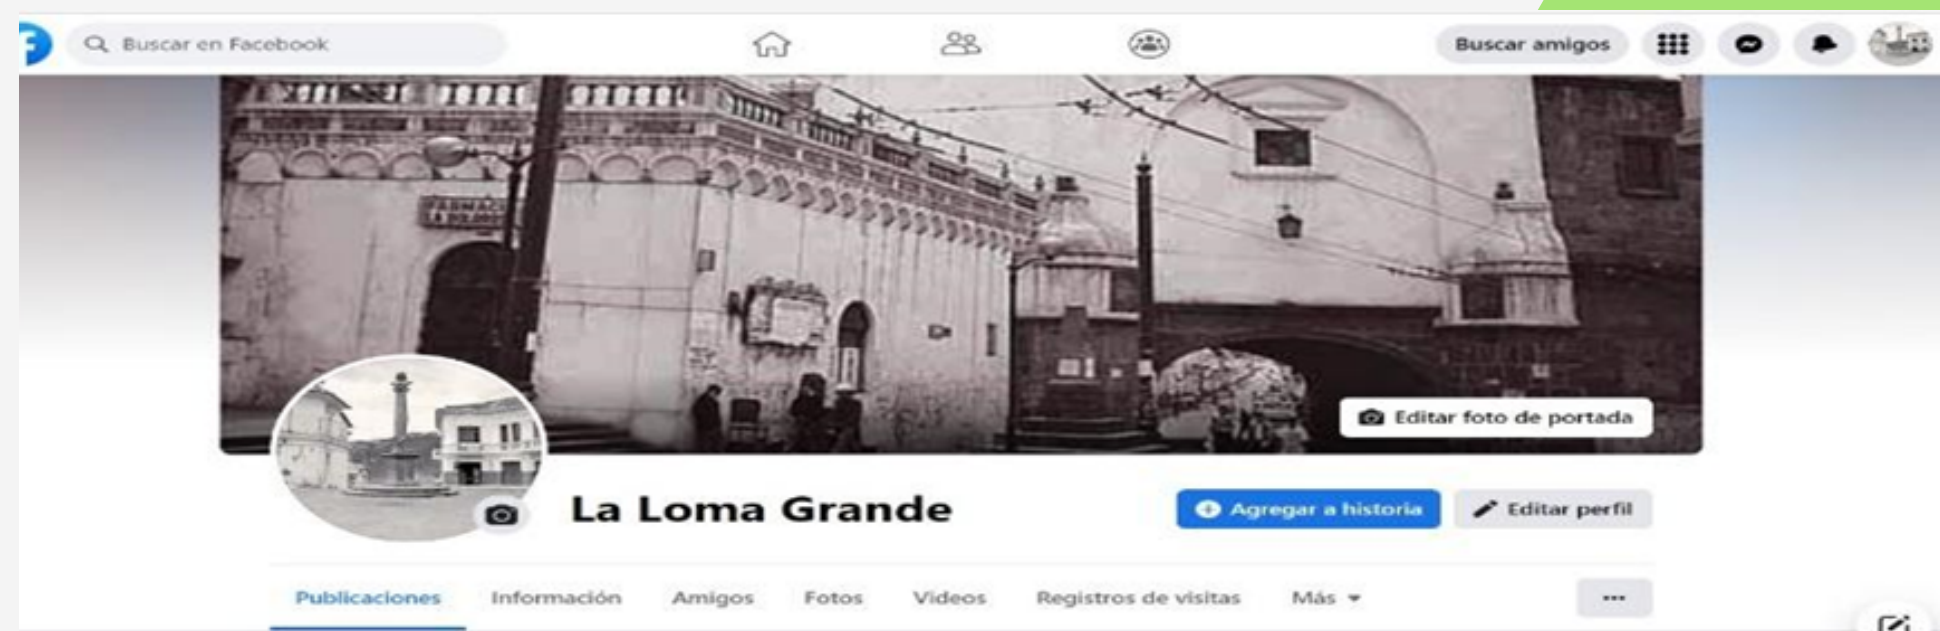 Buscar en Facebook
Buscar amigos
FARMACIA
Editar foto de portada
La Loma Grande
Agregar a historia
Editar perfil
Publicaciones Información Amigos Fotos Videos Registros de visitas Más